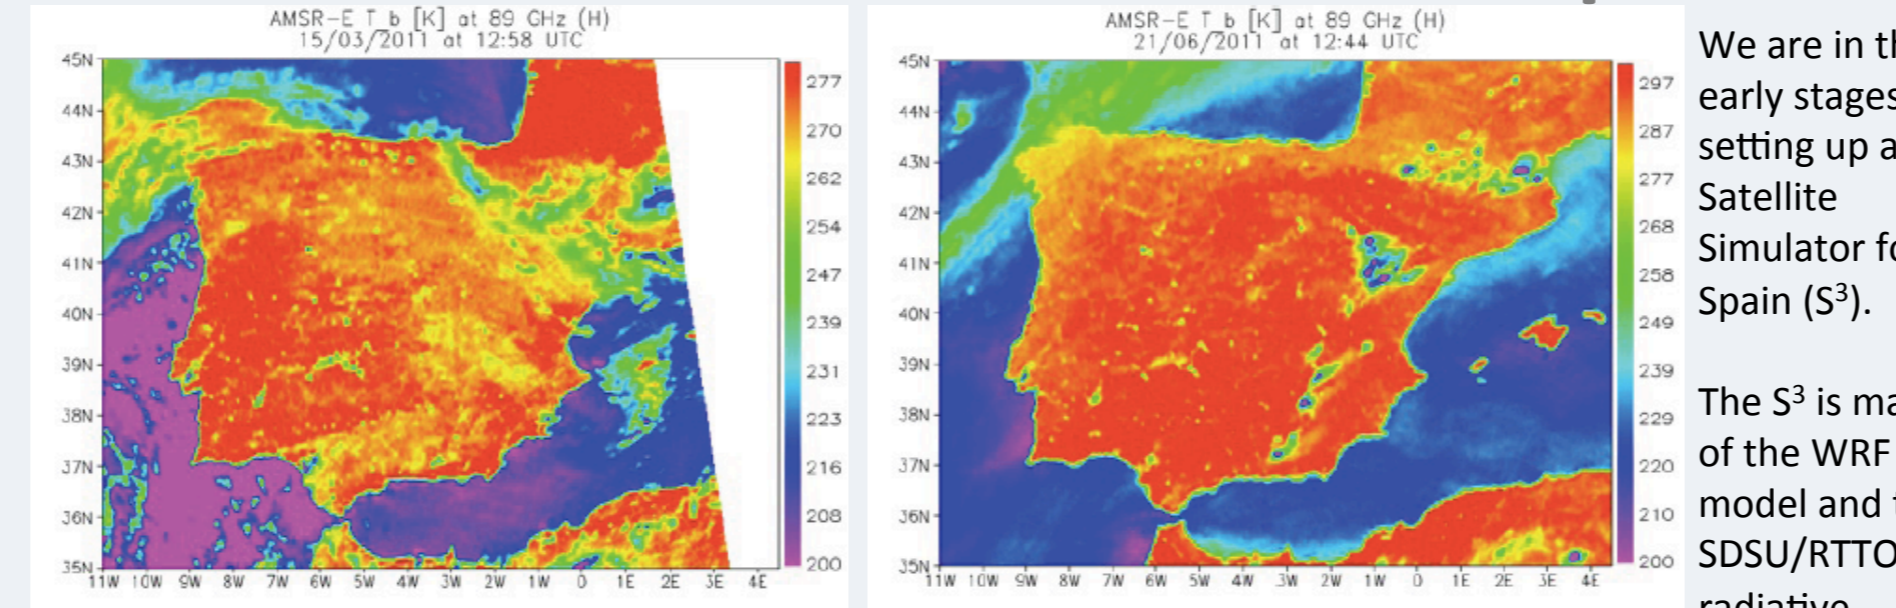 AMSR-E T b [K] at 89 GHz (H)
15/03/2011 at 12:58 UTC
45N
44N
43N
42N
41N
40N
39N
38N
37N
36N
35N
11W 10W 9W 8W 7W 6W 5W 4W 3W 2W 1W 0 1E 2E 3E 4E
277
270
262
254
247
239
231
223
216
208
200
AMSR-E T b [K] at 89 GHz (H)
21/06/2011 at 12:44 UTC
45N
44N
43N
42N
41N
40N
39N
38N
37N
36N
35N
11W 10W 9W 8W 7W 6W 5W 4W 3W 2W 1W 0 1E 2E 3E 4E
297
287
277
268
258
249
239
229
220
210
200
We are in th
early stages
setting up a
Satellite
Simulator fo
Spain (S³).
The S³ is ma
of the WRF
model and
SDSU/RTTO
radiative